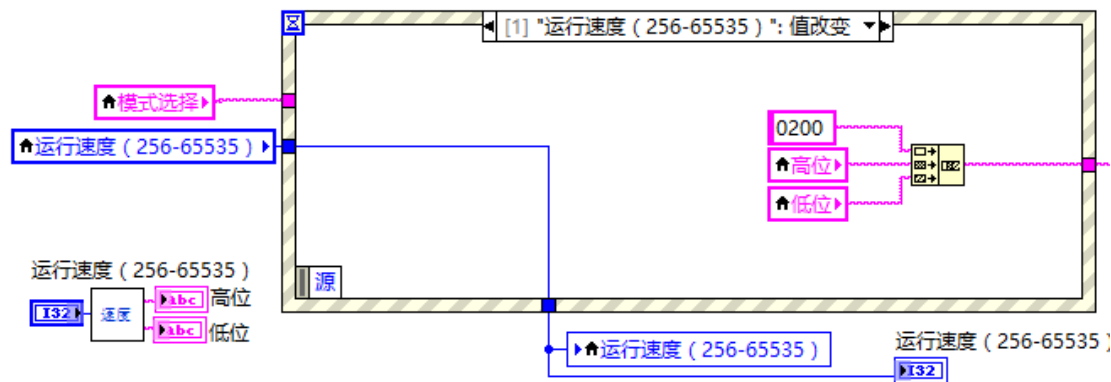 [1] "运行速度（256-65535）": 值改变
模式选择
运行速度（256-65535）
0200
高位
低位
运行速度（256-65535）
I32
速度
abc 高位
abc 低位
源
运行速度（256-65535）
运行速度（256-65535）
I32